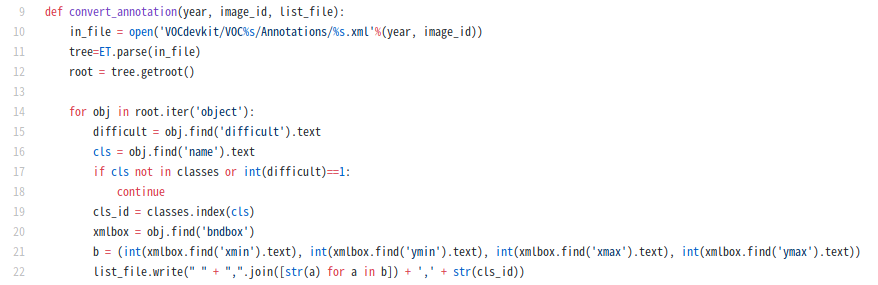 9 def convert_annotation(year, image_id, list_file):
10     in_file = open('VOCdevkit/VOC%s/Annotations/%s.xml'%(year, image_id))
11     tree=ET.parse(in_file)
12     root = tree.getroot()
13
14     for obj in root.iter('object'):
15         difficult = obj.find('difficult').text
16         cls = obj.find('name').text
17         if cls not in classes or int(difficult)==1:
18             continue
19         cls_id = classes.index(cls)
20         xmlbox = obj.find('bndbox')
21         b = (int(xmlbox.find('xmin').text), int(xmlbox.find('ymin').text), int(xmlbox.find('xmax').text), int(xmlbox.find('ymax').text))
22         list_file.write(" " + ",".join([str(a) for a in b]) + ',' + str(cls_id))